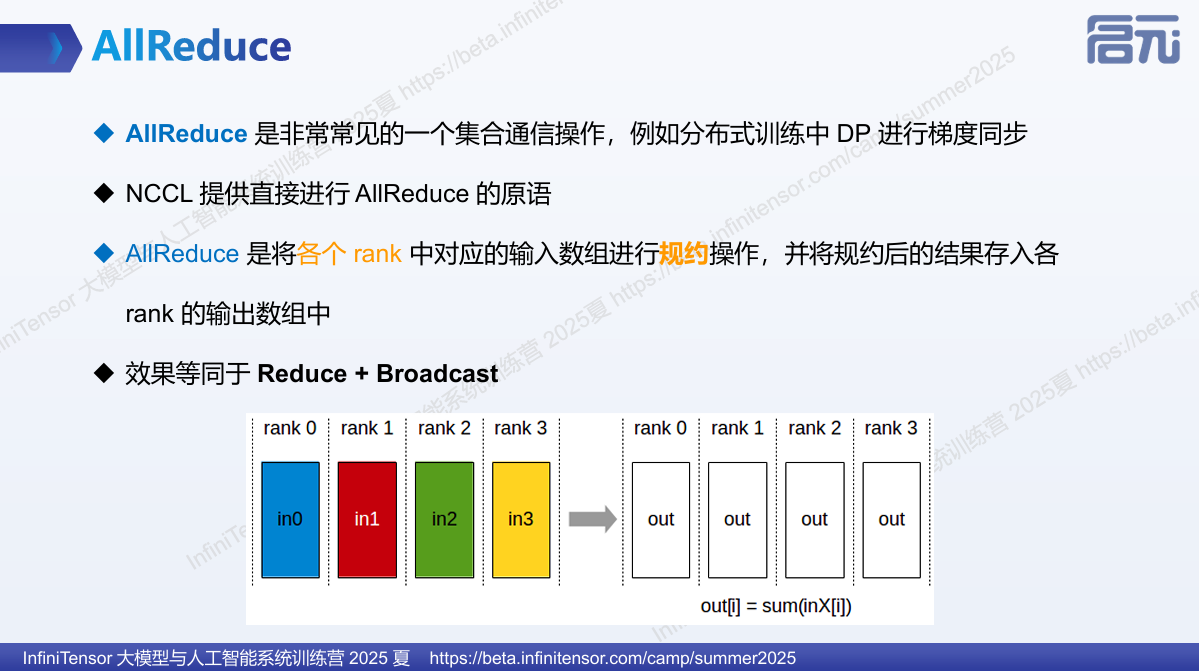 AllReduce
启元
AllReduce 是非常常见的一个集合通信操作，例如分布式训练中 DP 进行梯度同步
NCCL 提供直接进行 AllReduce 的原语
AllReduce 是将各个 rank 中对应的输入数组进行规约操作，并将规约后的结果存入各
rank 的输出数组中
效果等同于 Reduce + Broadcast
rank 0 rank 1 rank 2 rank 3 rank 0 rank 1 rank 2 rank 3
in0 in1 in2 in3 out out out out
out[i] = sum(inX[i])
InfiniTensor 大模型与人工智能系统训练营 2025 夏 https://beta.infinitensor.com/camp/summer2025